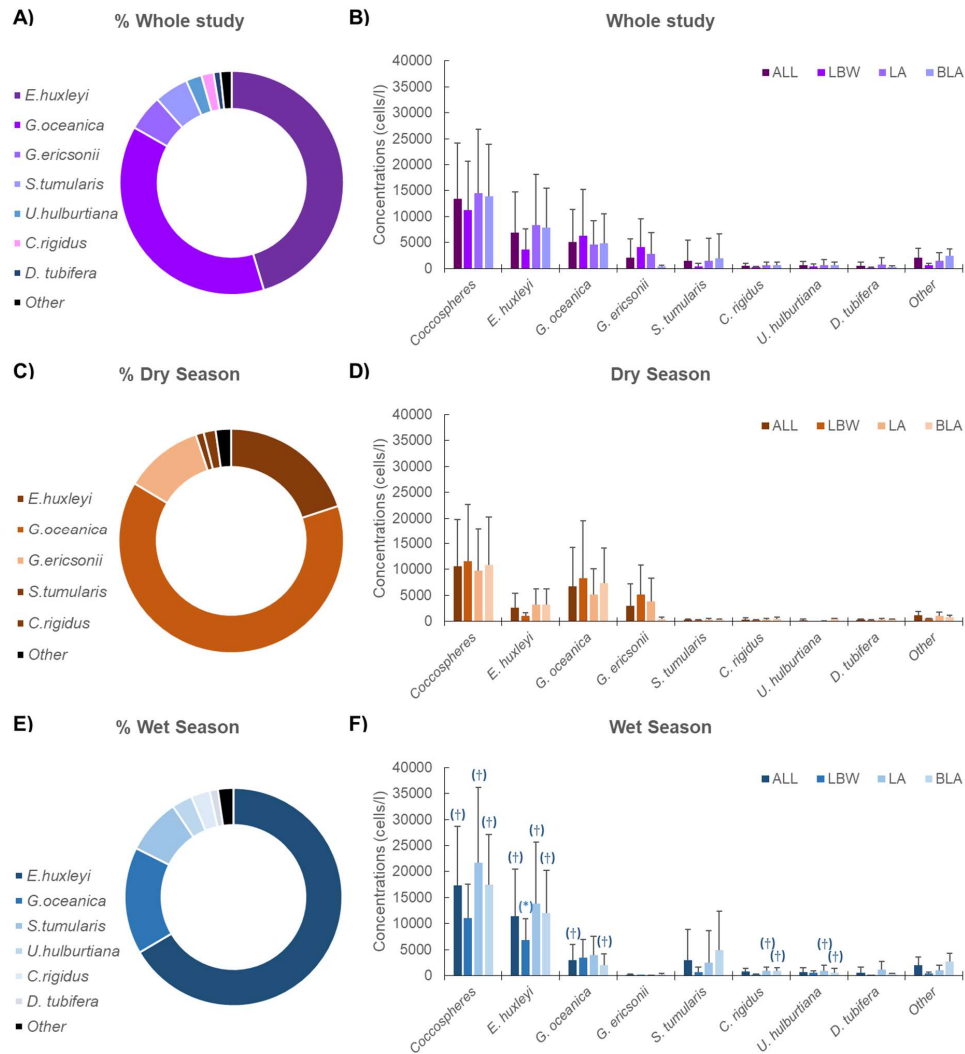 A) % Whole study
E.huxleyi
G.oceanica
G.ericsonii
S.tumularis
U.hulburtiana
C.rigidus
D. tubifera
Other
B) Whole study
ALL LBW LA BLA
Concentrations (cells/l)
40000
35000
30000
25000
20000
15000
10000
5000
0
Coccospheres
E. huxleyi
G. oceanica
G. ericsonii
S. tumularis
C. rigidus
U. hulburtiana
D. tubifera
Other
C) % Dry Season
E.huxleyi
G.oceanica
G.ericsonii
S.tumularis
C.rigidus
Other
D) Dry Season
ALL LBW LA BLA
Concentrations (cells/l)
40000
35000
30000
25000
20000
15000
10000
5000
0
Coccospheres
E. huxleyi
G. oceanica
G. ericsonii
S. tumularis
C. rigidus
U. hulburtiana
D. tubifera
Other
E) % Wet Season
E.huxleyi
G.oceanica
S.tumularis
U.hulburtiana
C.rigidus
D. tubifera
Other
F) Wet Season
ALL LBW LA BLA
Concentrations (cells/l)
40000
35000
30000
25000
20000
15000
10000
5000
0
(†) (†) (†)
(†) (*) (†) (†)
(†) (†)
(†) (†)
(†) (†)
Coccospheres
E. huxleyi
G. oceanica
G. ericsonii
S. tumularis
C. rigidus
U. hulburtiana
D. tubifera
Other